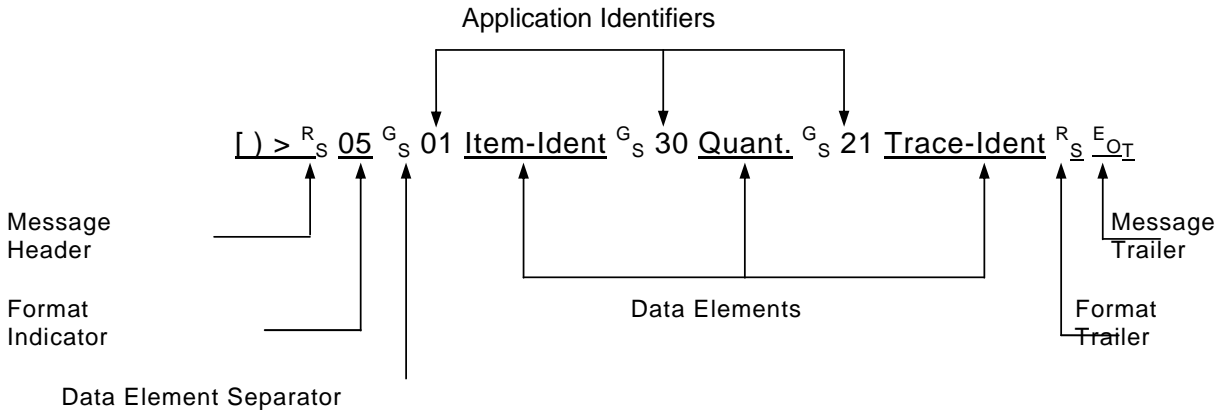 Application Identifiers
[ ) > RS 05 GS 01 Item-Ident GS 30 Quant. GS 21 Trace-Ident RS EOT
Message
Header
Message
Trailer
Format
Indicator
Data Elements
Format
Trailer
Data Element Separator